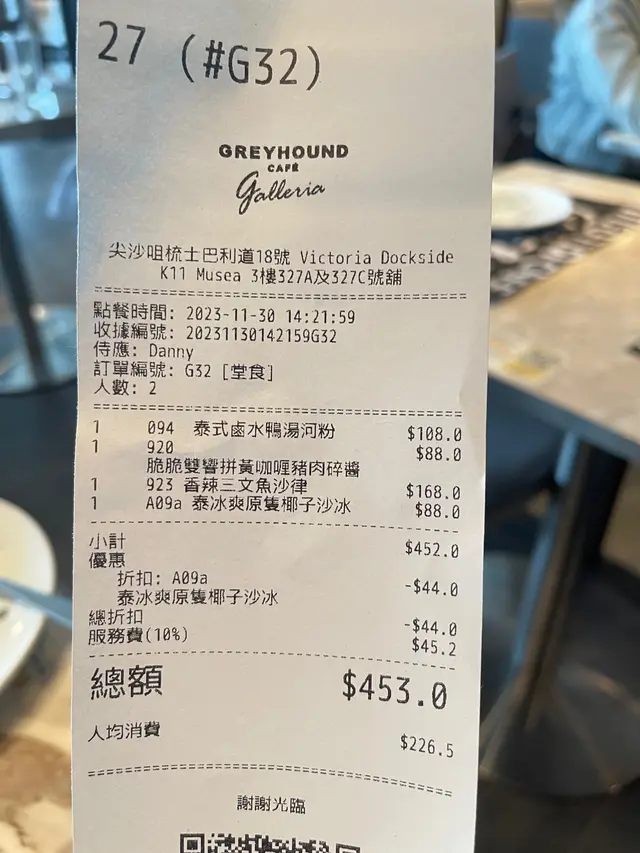 27 (#G32)
GREYHOUND
CAFÉ
Galleria
尖沙咀梳士巴利道18號 Victoria Dockside
K11 Musea 3樓327A及327C號舖
點餐時間: 2023-11-30 14:21:59
收據編號: 20231130142159G32
侍應: Danny
訂單編號: G32 [堂食]
人數: 2
1 094 泰式鹵水鴨湯河粉 $108.0
1 920 $88.0
脆脆雙響拼黃咖喱豬肉碎醬
1 923 香辣三文魚沙律 $168.0
1 A09a 泰冰爽原隻椰子沙冰 $88.0
小計 $452.0
優惠
折扣: A09a -$44.0
泰冰爽原隻椰子沙冰
總折扣 -$44.0
服務費(10%) $45.2
總額 $453.0
人均消費 $226.5
謝謝光臨